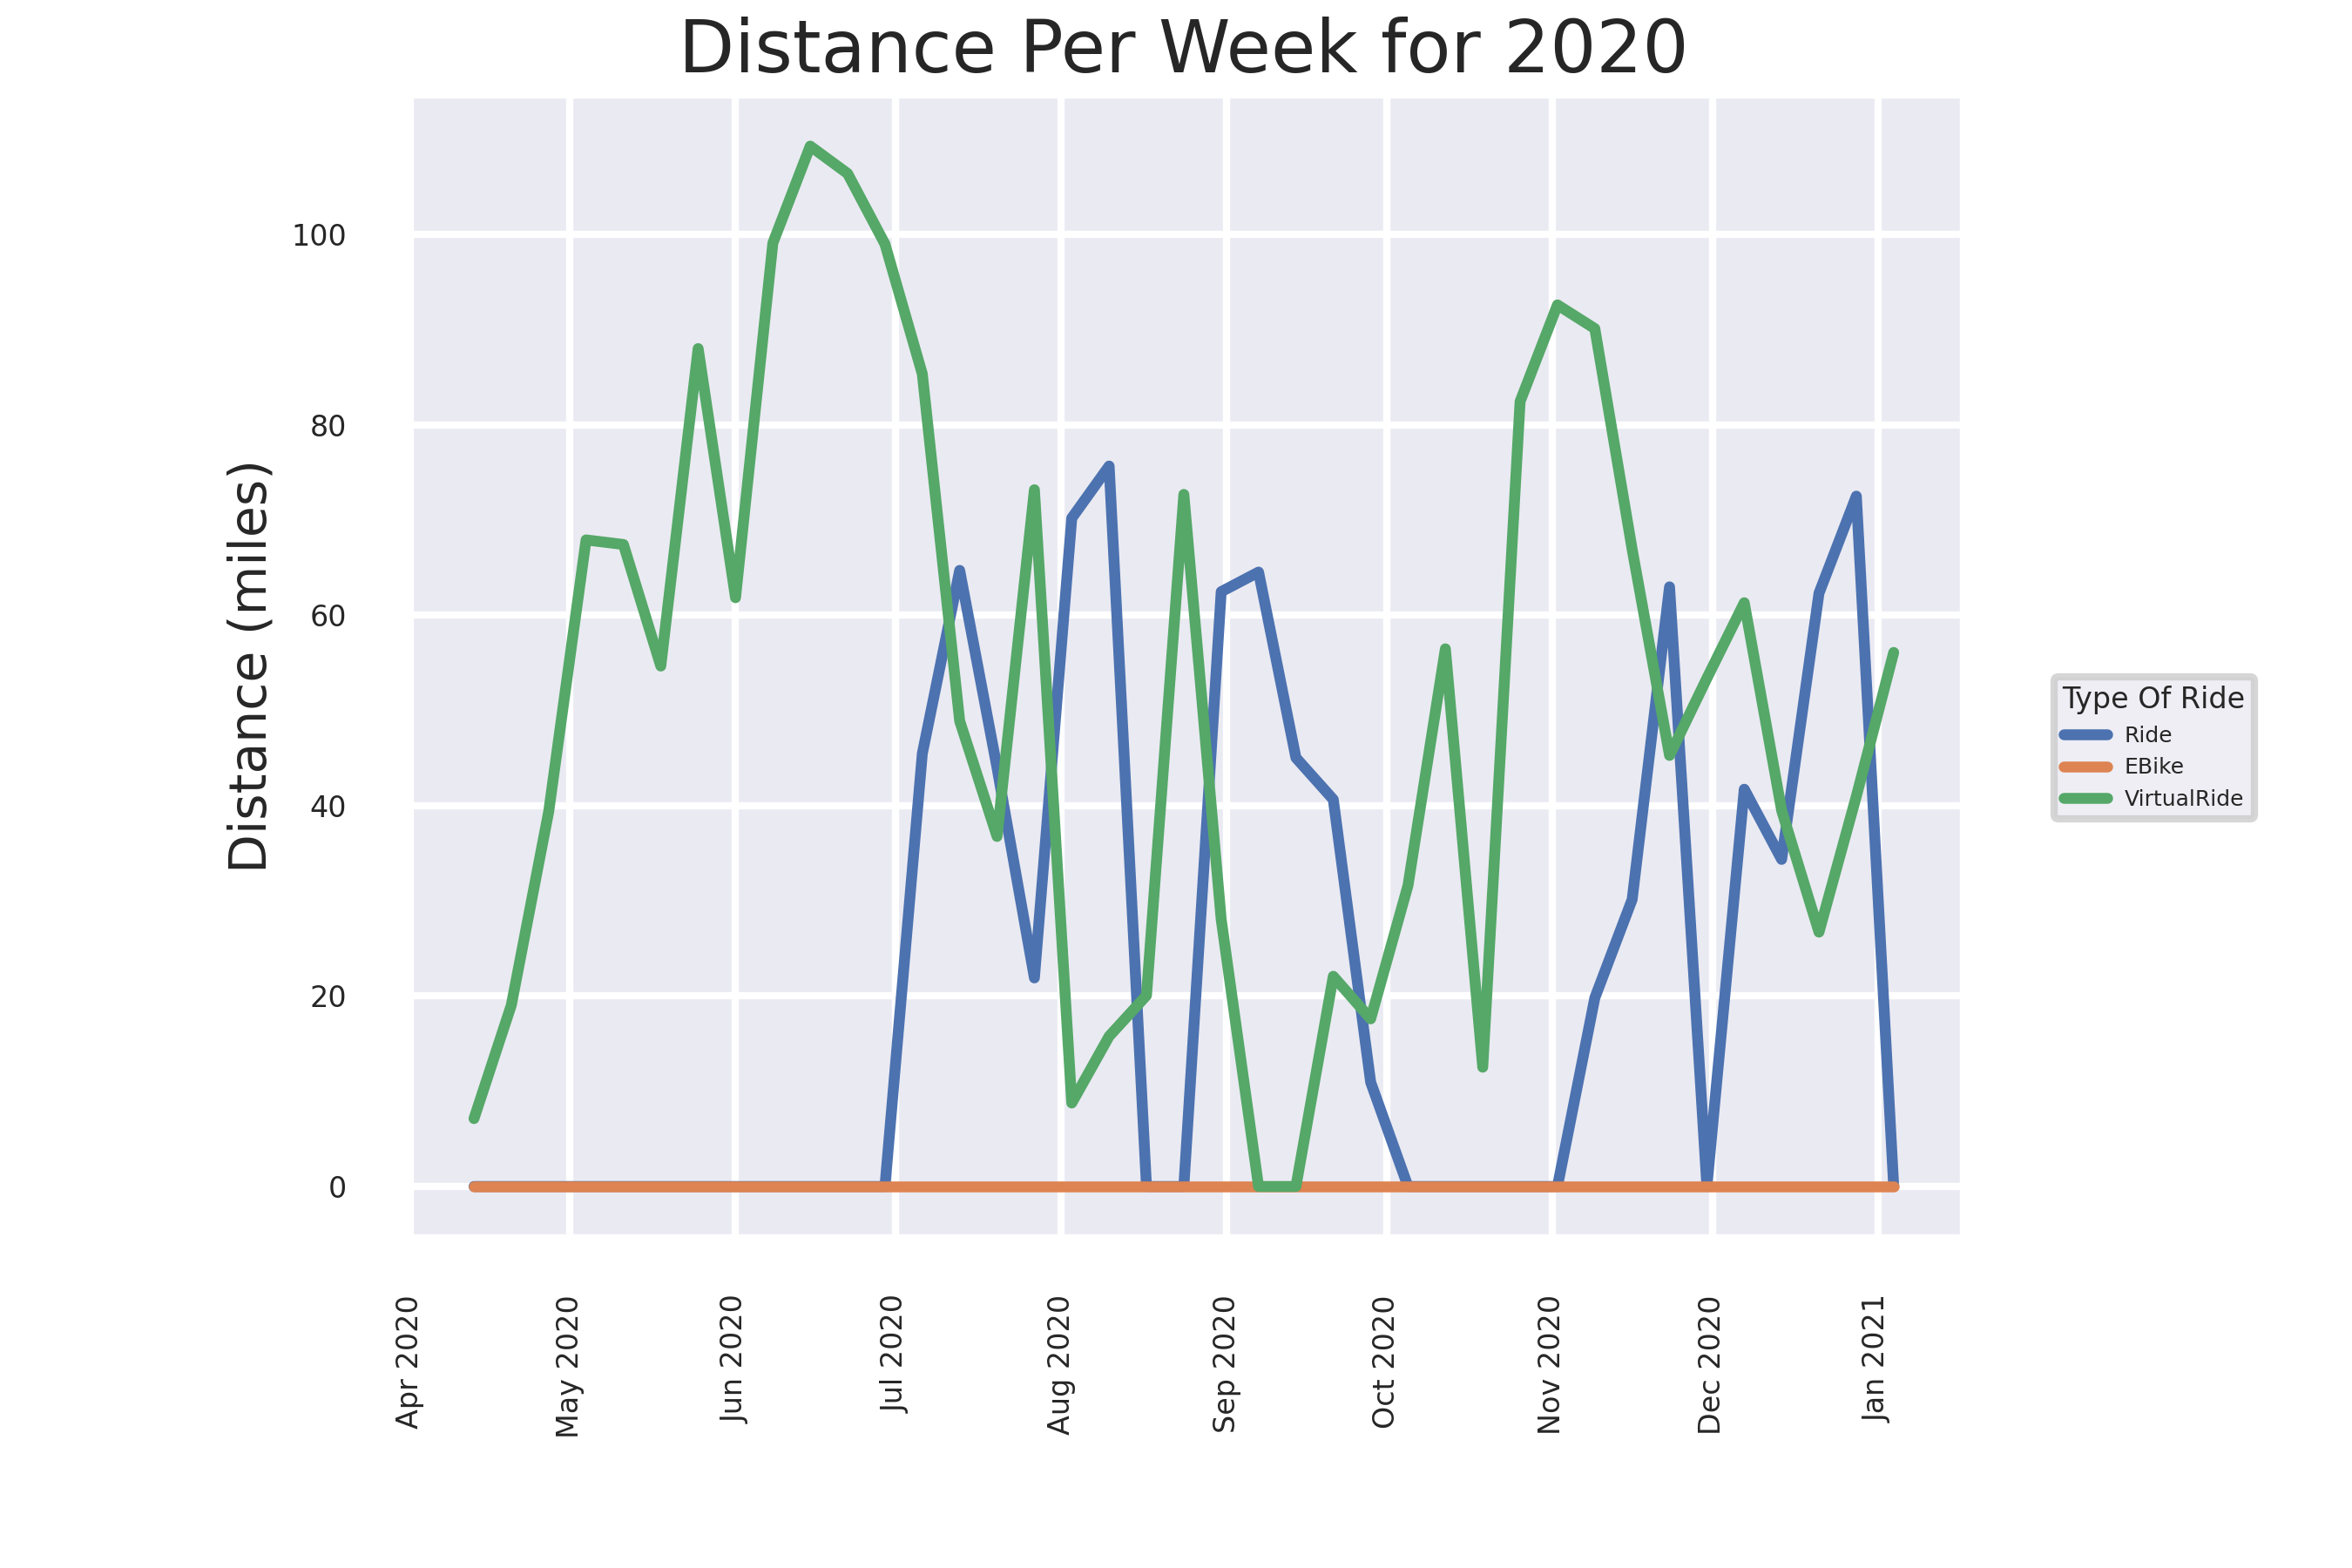 Distance Per Week for 2020
Distance (miles)
100
80
60
40
20
0
Apr 2020
May 2020
Jun 2020
Jul 2020
Aug 2020
Sep 2020
Oct 2020
Nov 2020
Dec 2020
Jan 2021
Type Of Ride
Ride
EBike
VirtualRide